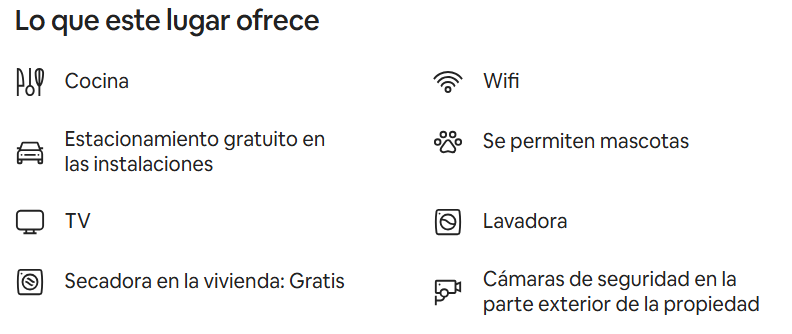 Lo que este lugar ofrece
Cocina
Wifi
Estacionamiento gratuito en
las instalaciones
Se permiten mascotas
TV
Lavadora
Secadora en la vivienda: Gratis
Cámaras de seguridad en la
parte exterior de la propiedad